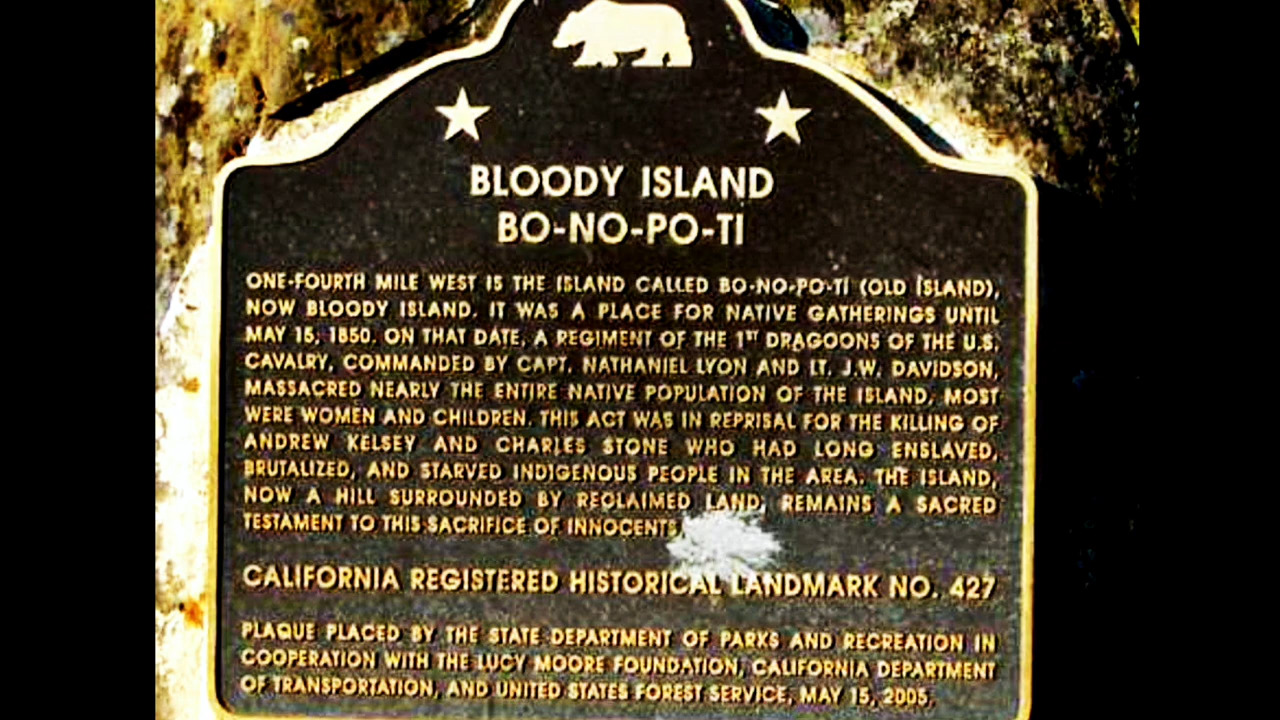 BLOODY ISLAND
BO-NO-PO-TI
ONE-FOURTH MILE WEST IS THE ISLAND CALLED BO-NO-PO-TI (OLD ISLAND),
NOW BLOODY ISLAND. IT WAS A PLACE FOR NATIVE GATHERINGS UNTIL
MAY 15, 1850. ON THAT DATE, A REGIMENT OF THE 1ST DRAGOONS OF THE U.S.
CAVALRY, COMMANDED BY CAPT. NATHANIEL LYON AND LT. J.W. DAVIDSON,
MASSACRED NEARLY THE ENTIRE NATIVE POPULATION OF THE ISLAND. MOST
WERE WOMEN AND CHILDREN. THIS ACT WAS IN REPRISAL FOR THE KILLING OF
ANDREW KELSEY AND CHARLES STONE WHO HAD LONG ENSLAVED,
BRUTALIZED, AND STARVED INDIGENOUS PEOPLE IN THE AREA. THE ISLAND,
NOW A HILL SURROUNDED BY RECLAIMED LAND, REMAINS A SACRED
TESTAMENT TO THIS SACRIFICE OF INNOCENTS.
CALIFORNIA REGISTERED HISTORICAL LANDMARK NO. 427
PLAQUE PLACED BY THE STATE DEPARTMENT OF PARKS AND RECREATION IN
COOPERATION WITH THE LUCY MOORE FOUNDATION, CALIFORNIA DEPARTMENT
OF TRANSPORTATION, AND UNITED STATES FOREST SERVICE, MAY 15, 2005.